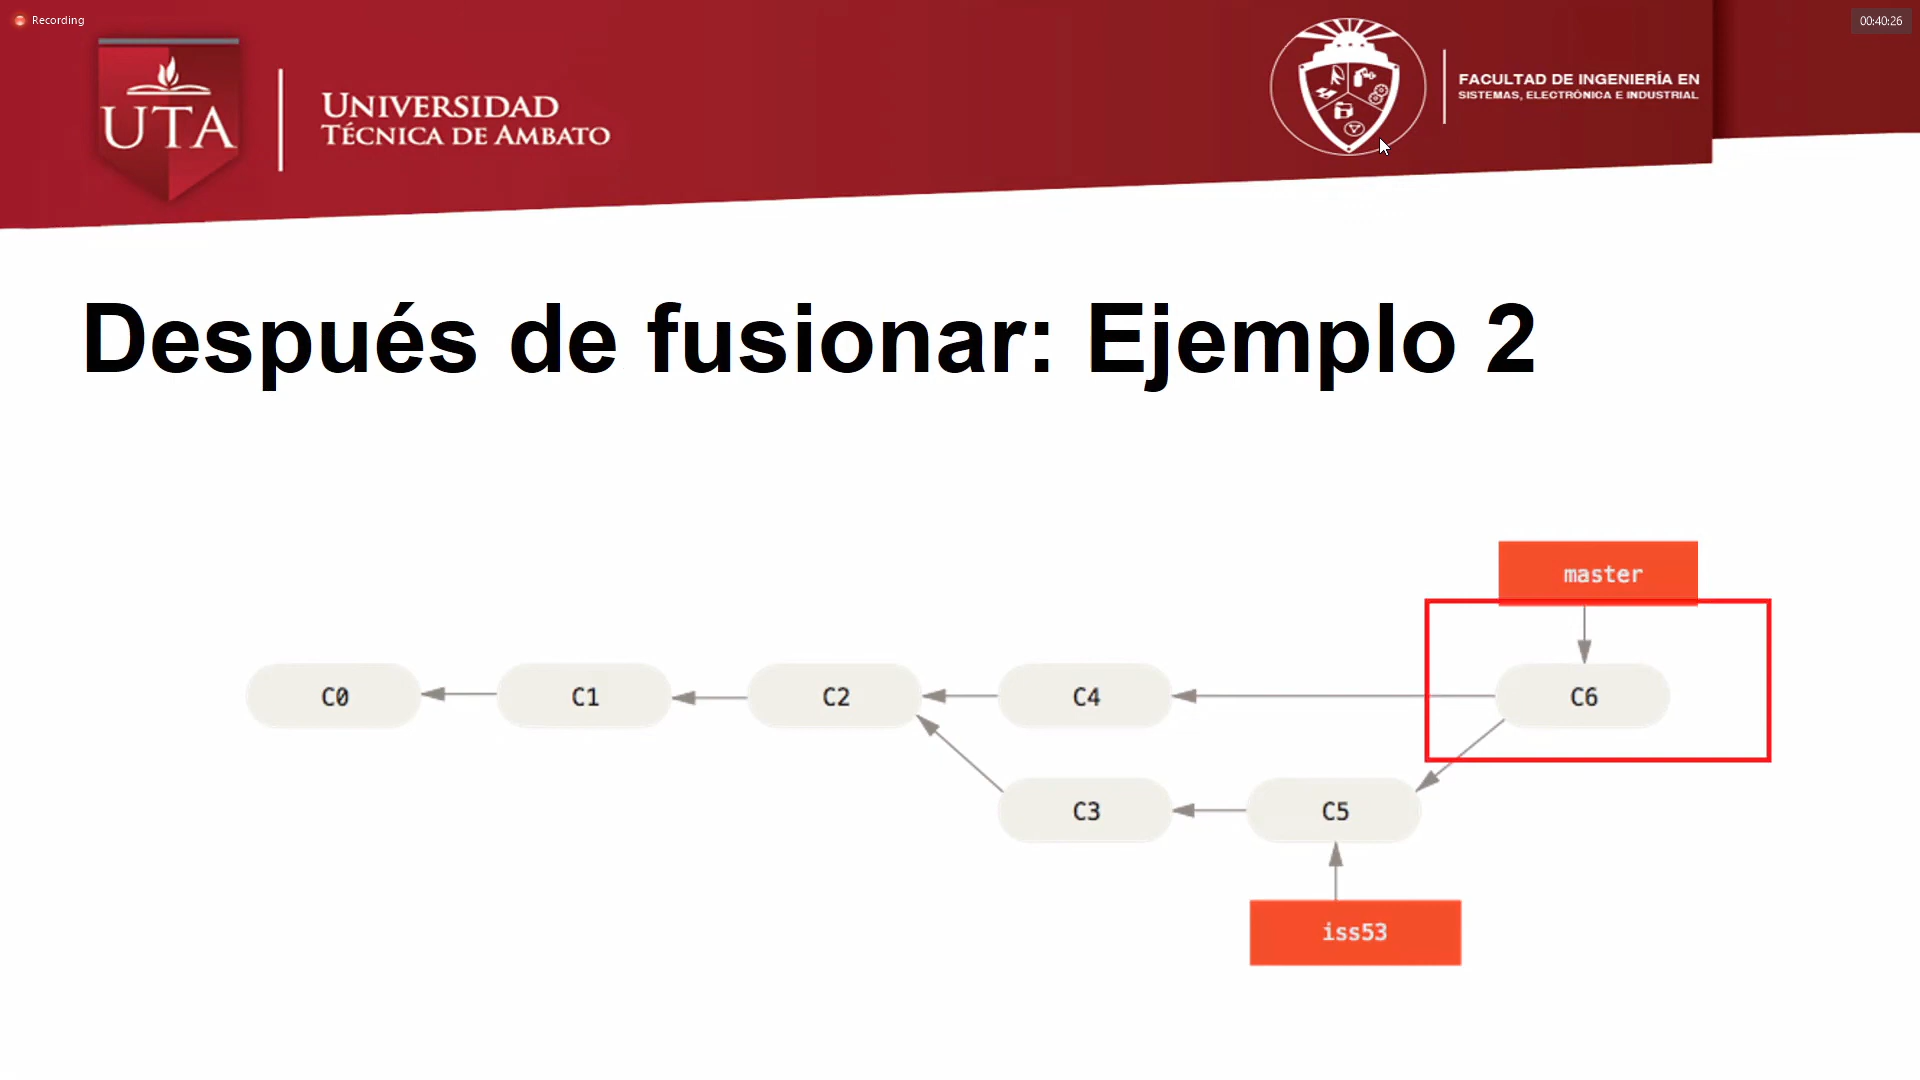 Recording
00:40:26
UTA
UNIVERSIDAD
TÉCNICA DE AMBATO
FACULTAD DE INGENIERÍA EN
SISTEMAS, ELECTRÓNICA E INDUSTRIAL
Después de fusionar: Ejemplo 2
master
C0
C1
C2
C4
C6
C3
C5
iss53